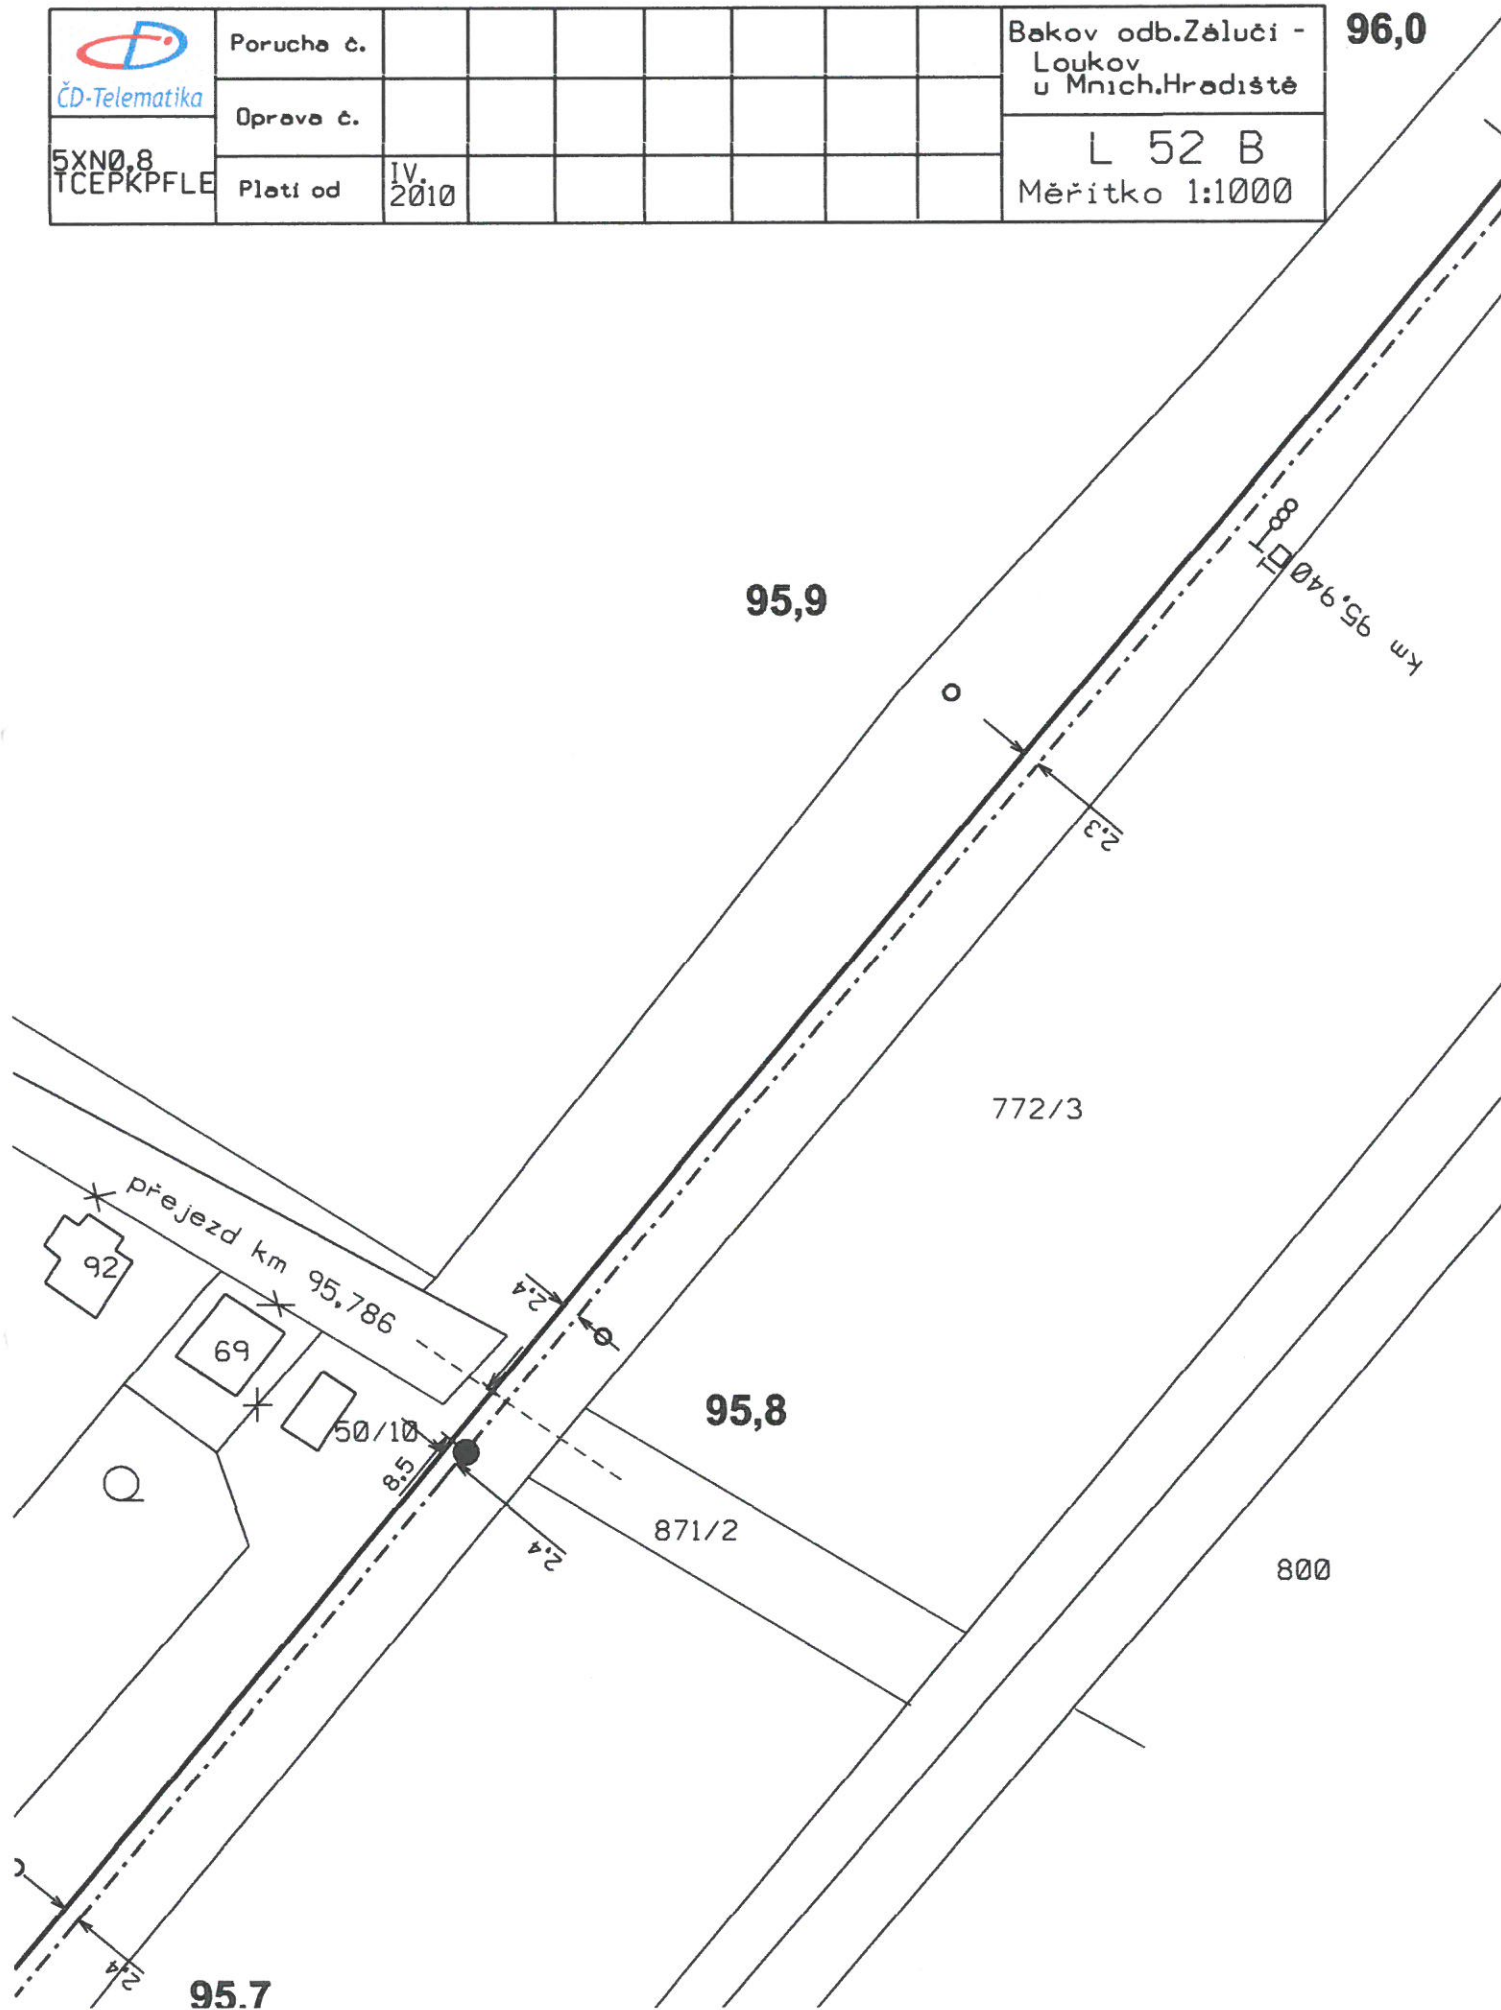 ČD-Telematika
5XN0,8
TCEPKPFLE
Porucha č.
Oprava č.
Platí od
IV.
2010
Bakov odb.Zálučí -
Loukov
u Mnich.Hradiště
L 52 B
Měřítko 1:1000
96,0
km 95,940
95,9
2,3
772/3
přejezd km 95,786
92
69
2,4
95,8
50/10
8,5
2,4
871/2
800
2,4
95,7